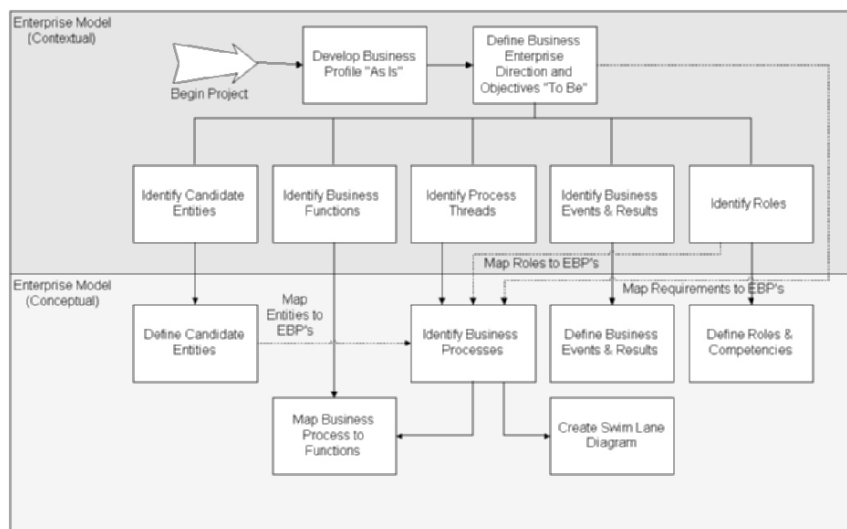 Enterprise Model
(Contextual)
Begin Project
Develop Business
Profile "As Is"
Define Business
Enterprise
Direction and
Objectives "To Be"
Identify Candidate
Entities
Identify Business
Functions
Identify Process
Threads
Identify Business
Events & Results
Identify Roles
Map Roles to EBP's
Enterprise Model
(Conceptual)
Map
Entities to
EBP's
Map Requirements to EBP's
Define Candidate
Entities
Identify Business
Processes
Define Business
Events & Results
Define Roles &
Competencies
Map Business
Process to
Functions
Create Swim Lane
Diagram